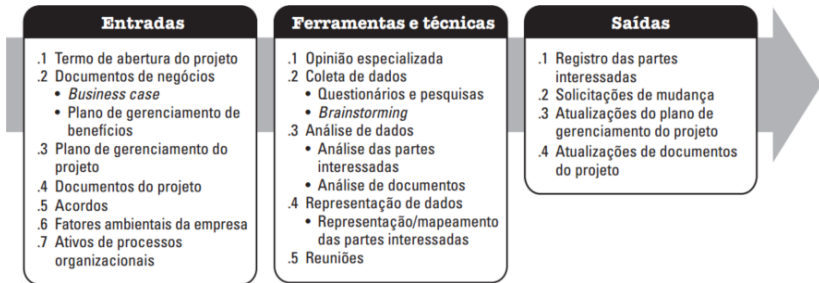 Entradas
.1 Termo de abertura do projeto
.2 Documentos de negócios
• Business case
• Plano de gerenciamento de
benefícios
.3 Plano de gerenciamento do
projeto
.4 Documentos do projeto
.5 Acordos
.6 Fatores ambientais da empresa
.7 Ativos de processos
organizacionais
Ferramentas e técnicas
.1 Opinião especializada
.2 Coleta de dados
• Questionários e pesquisas
• Brainstorming
.3 Análise de dados
• Análise das partes
interessadas
• Análise de documentos
.4 Representação de dados
• Representação/mapeamento
das partes interessadas
.5 Reuniões
Saídas
.1 Registro das partes
interessadas
.2 Solicitações de mudança
.3 Atualizações do plano de
gerenciamento do projeto
.4 Atualizações de documentos
do projeto